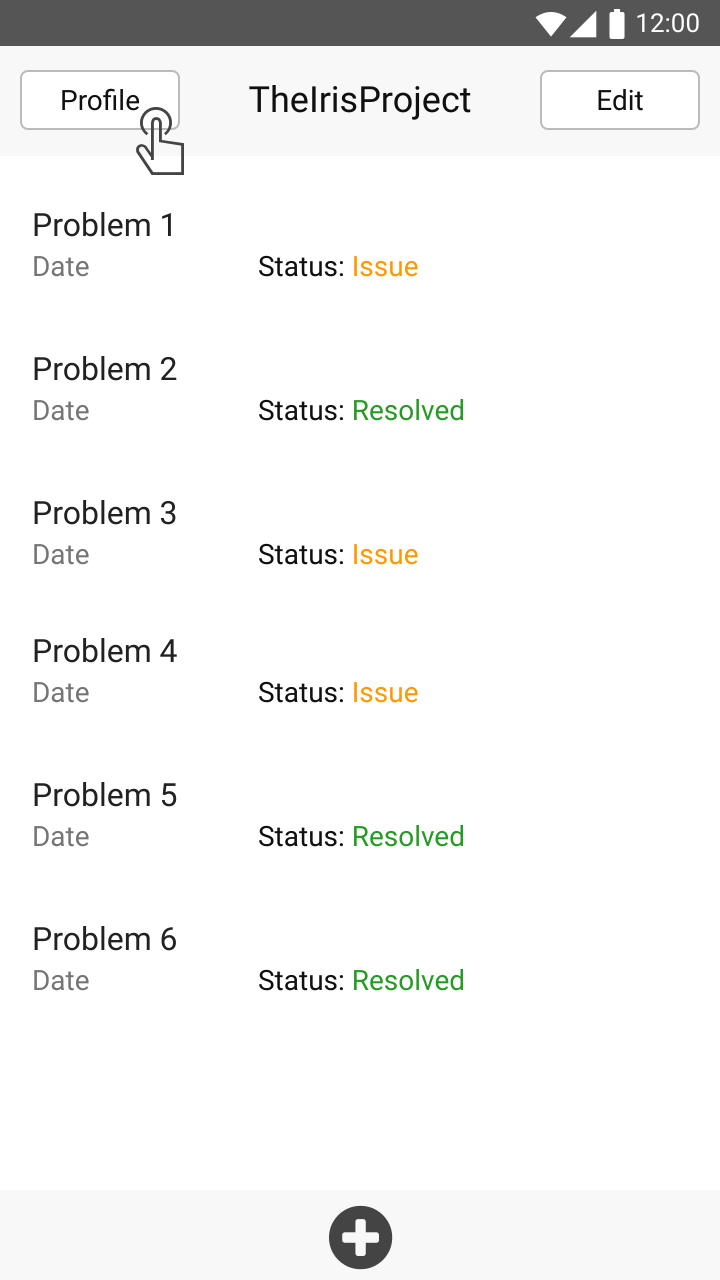 12:00
Profile TheIrisProject Edit
Problem 1
Date Status: Issue
Problem 2
Date Status: Resolved
Problem 3
Date Status: Issue
Problem 4
Date Status: Issue
Problem 5
Date Status: Resolved
Problem 6
Date Status: Resolved